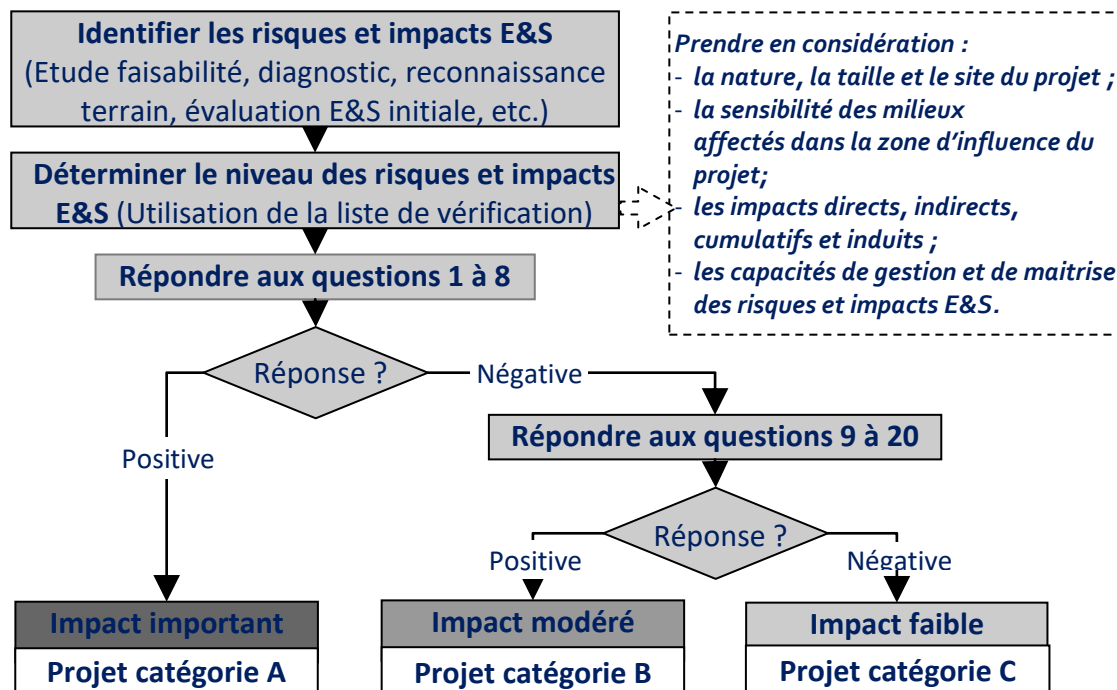 Identifier les risques et impacts E&S
(Etude faisabilité, diagnostic, reconnaissance
terrain, évaluation E&S initiale, etc.)
Prendre en considération :
- la nature, la taille et le site du projet ;
- la sensibilité des milieux
affectés dans la zone d'influence du
projet;
- les impacts directs, indirects,
cumulatifs et induits ;
- les capacités de gestion et de maitrise
des risques et impacts E&S.
Déterminer le niveau des risques et impacts
E&S (Utilisation de la liste de vérification)
Répondre aux questions 1 à 8
Réponse ?
Négative
Positive
Répondre aux questions 9 à 20
Réponse ?
Positive
Négative
Impact important
Projet catégorie A
Impact modéré
Projet catégorie B
Impact faible
Projet catégorie C